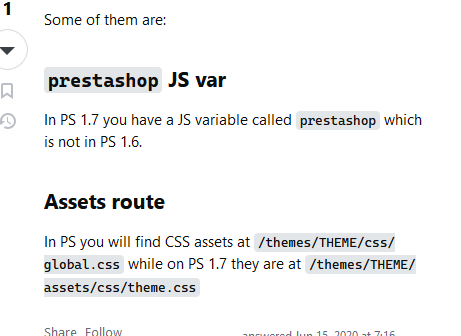 1
Some of them are:
prestashop JS var
In PS 1.7 you have a JS variable called prestashop which
is not in PS 1.6.
Assets route
In PS you will find CSS assets at /themes/THEME/css/
global.css while on PS 1.7 they are at /themes/THEME/
assets/css/theme.css
Share Follow
answered Jun 15, 2020 at 7:16